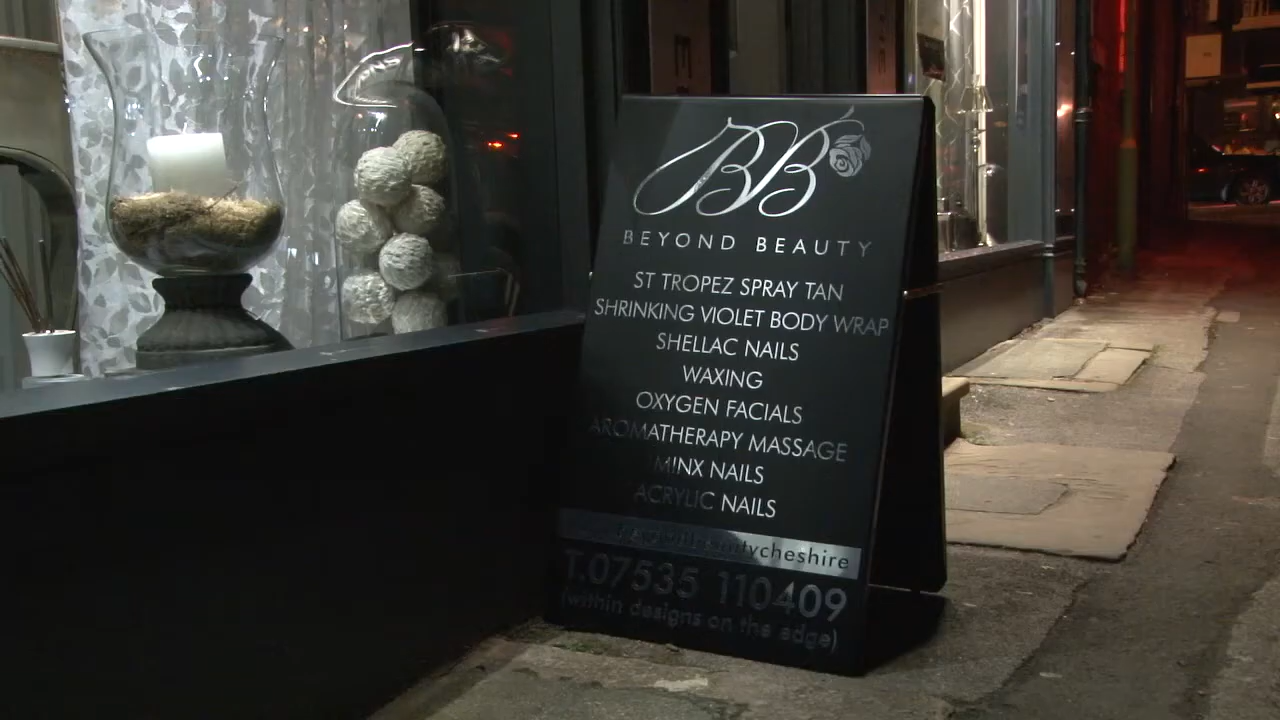 BB
BEYOND BEAUTY
ST TROPEZ SPRAY TAN
SHRINKING VIOLET BODY WRAP
SHELLAC NAILS
WAXING
OXYGEN FACIALS
AROMATHERAPY MASSAGE
MINX NAILS
ACRYLIC NAILS
T.07535 110409
(within designs on the edge)